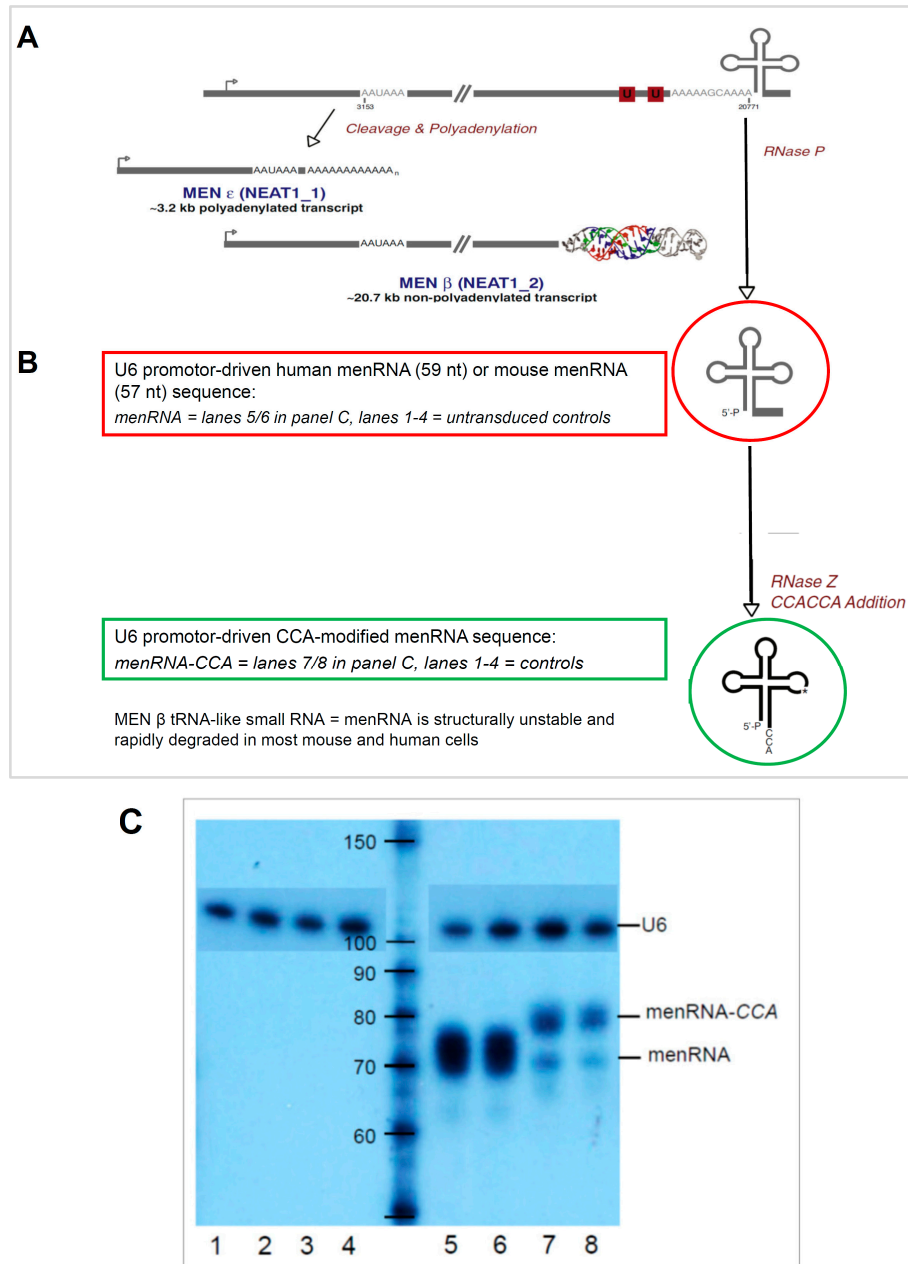 A
AAUAAA
3153
U
U
AAAAAGCAAAA
20771
Cleavage & Polyadenylation
RNase P
AAUAAA
AAAAAAAAAAAAA n
MEN ε (NEAT1_1)
~3.2 kb polyadenylated transcript
AAUAAA
MEN β (NEAT1_2)
~20.7 kb non-polyadenylated transcript
B
U6 promotor-driven human menRNA (59 nt) or mouse menRNA
(57 nt) sequence:
menRNA = lanes 5/6 in panel C, lanes 1-4 = untransduced controls
5'-P
RNase Z
CCACCA Addition
U6 promotor-driven CCA-modified menRNA sequence:
menRNA-CCA = lanes 7/8 in panel C, lanes 1-4 = controls
*
5'-P
C
C
A
MEN β tRNA-like small RNA = menRNA is structurally unstable and
rapidly degraded in most mouse and human cells
C
150
U6
100
90
80
menRNA-CCA
menRNA
70
60
1 2 3 4 5 6 7 8